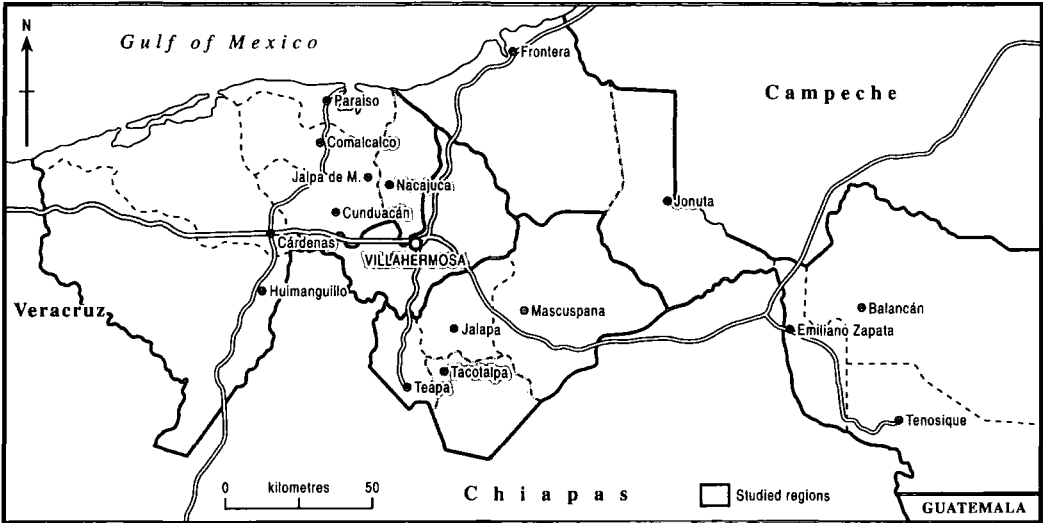 N
Gulf of Mexico
Frontera
Campeche
Paraiso
Comalcalco
Jalpa de M.
Nacajuca
Jonuta
Cunduacán
Cárdenas
VILLAHERMOSA
Huimanguillo
Veracruz
Mascuspana
Balancán
Jalapa
Emiliano Zapata
Tacotalpa
Teapa
Tenosique
0 kilometres 50
Chiapas
Studied regions
GUATEMALA